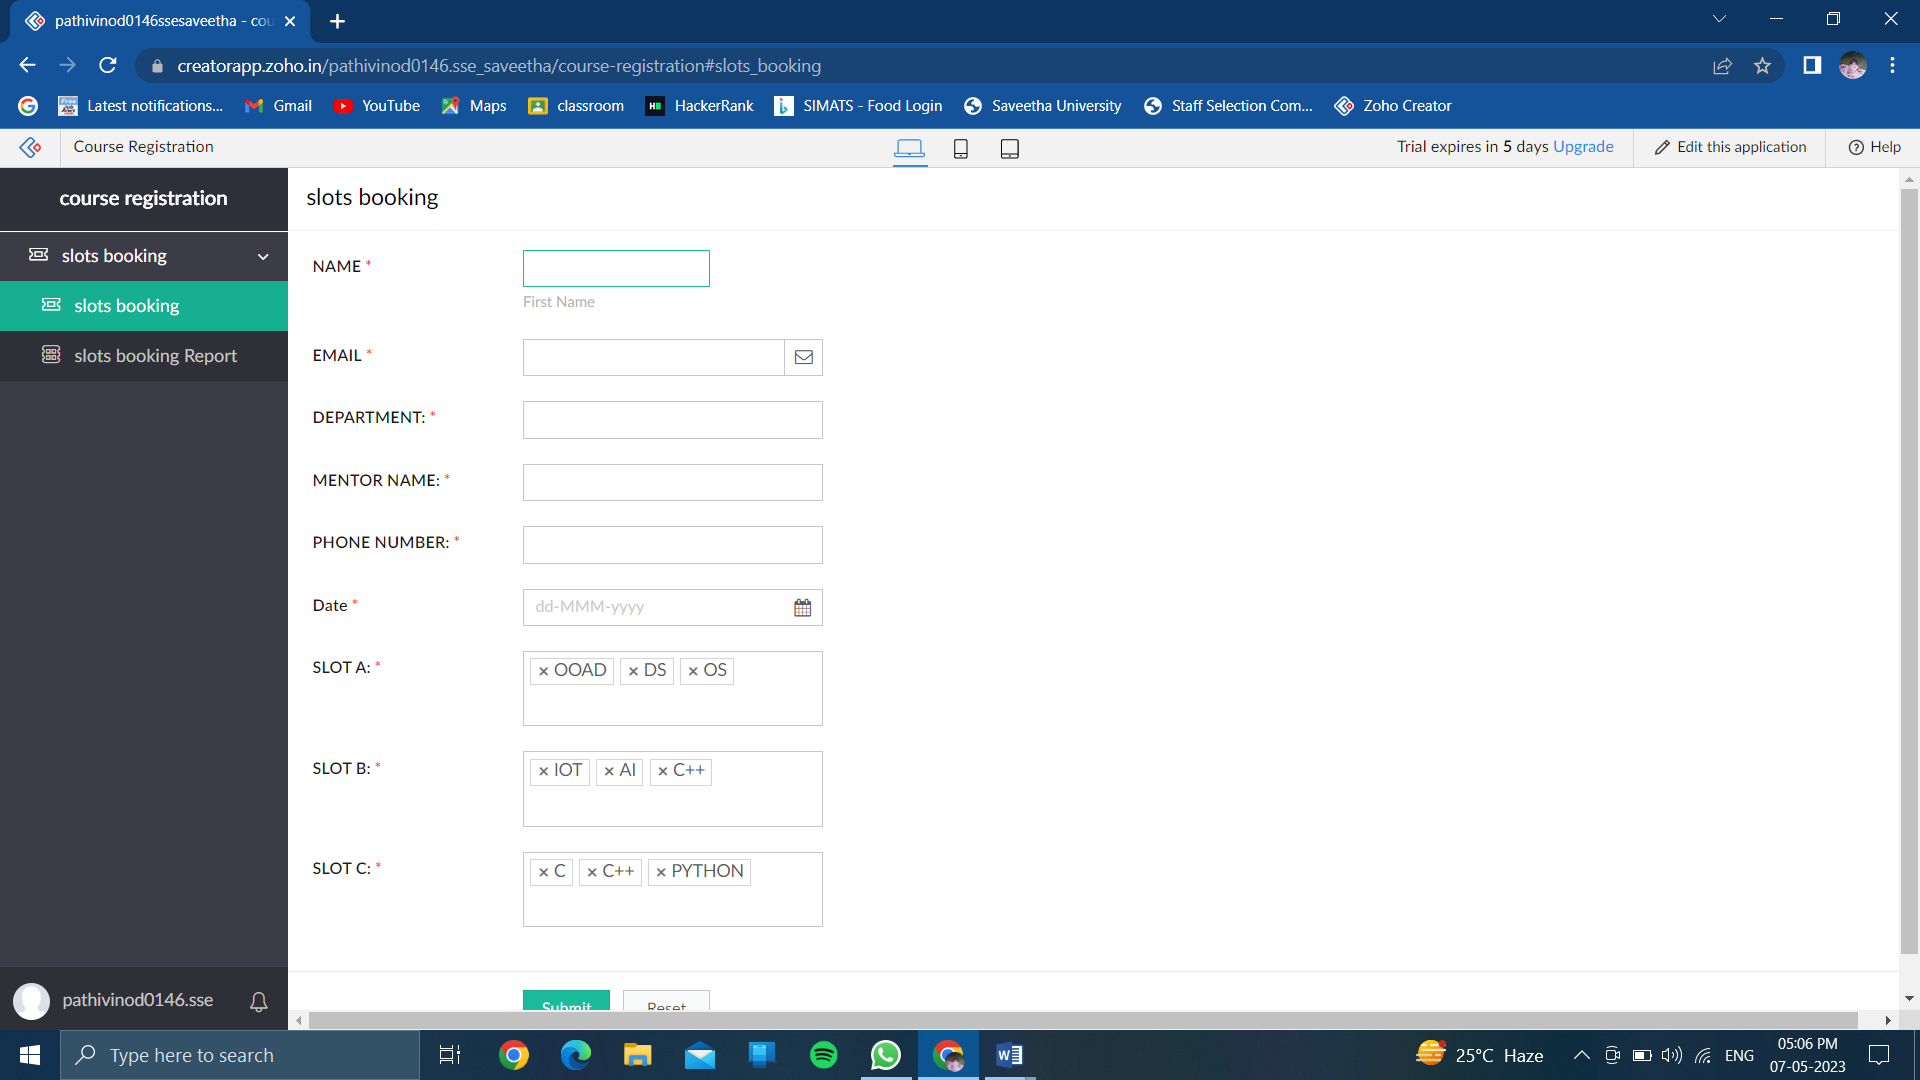 pathivinod0146ssesaveetha - cou
creatorapp.zoho.in/pathivinod0146.sse_saveetha/course-registration#slots_booking
Latest notifications... Gmail YouTube Maps classroom HackerRank SIMATS - Food Login Saveetha University Staff Selection Com... Zoho Creator
Course Registration Trial expires in 5 days Upgrade Edit this application Help
course registration
slots booking
slots booking
slots booking Report
slots booking
NAME *
First Name
EMAIL *
DEPARTMENT: *
MENTOR NAME: *
PHONE NUMBER: *
Date * dd-MMM-yyyy
SLOT A: * × OOAD × DS × OS
SLOT B: * × IOT × AI × C++
SLOT C: * × C × C++ × PYTHON
Submit Reset
pathivinod0146.sse
Type here to search 25°C Haze ENG 05:06 PM
07-05-2023